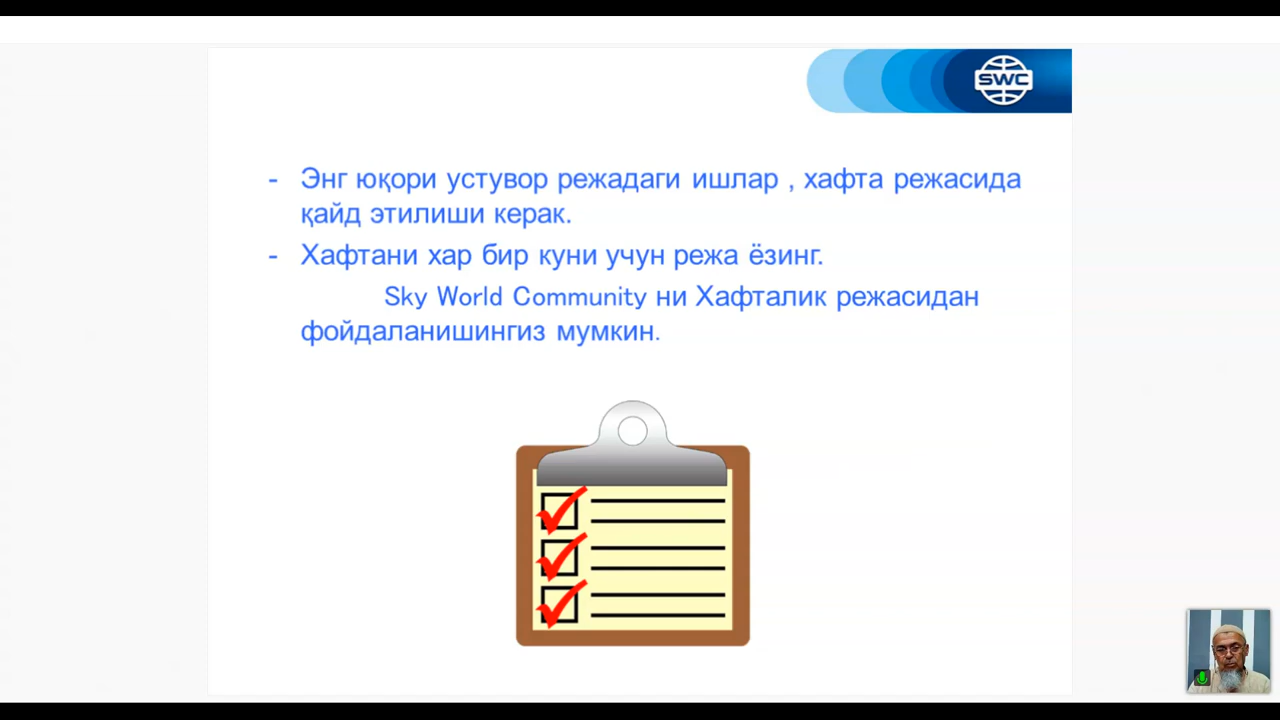 SWC
- Энг юқори устувор режадаги ишлар , хафта режасида
қайд этилиши керак.
- Хафтани хар бир куни учун режа ёзинг.
Sky World Community ни Хафталик режасидан
фойдаланишингиз мумкин.